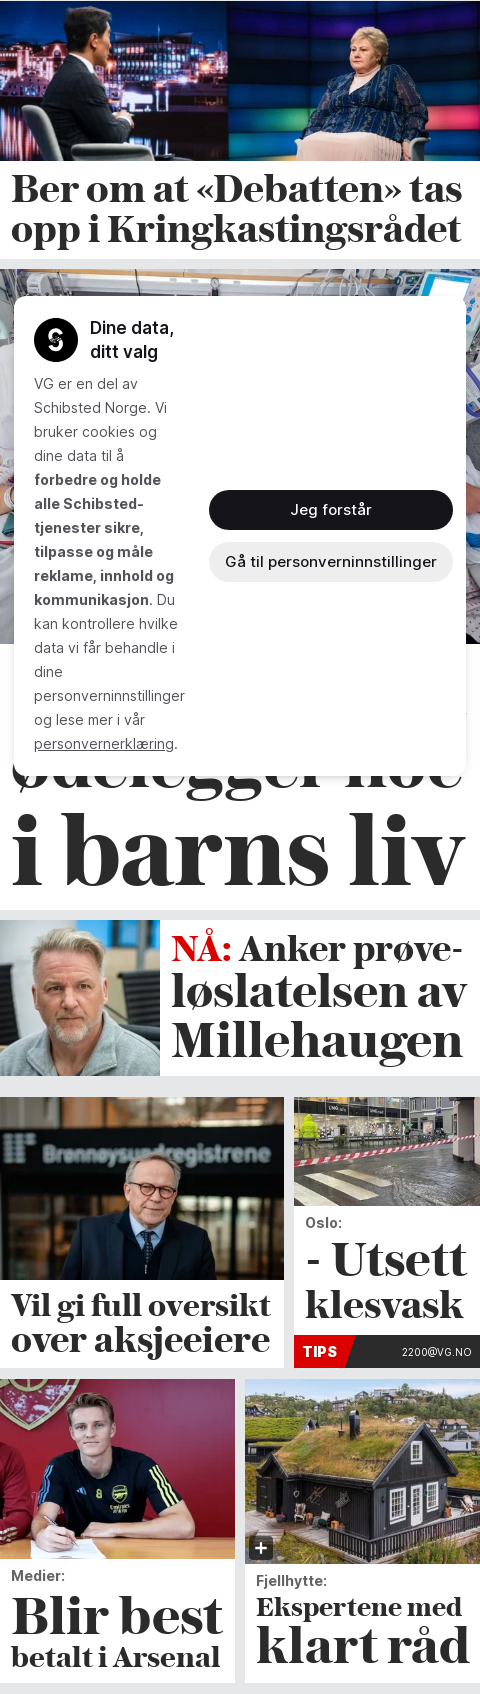 Ber om at «Debatten» tas
opp i Kringkastingsrådet
Dine data,
ditt valg
VG er en del av
Schibsted Norge. Vi
bruker cookies og
dine data til å
forbedre og holde
alle Schibsted-
tjenester sikre,
tilpasse og måle
reklame, innhold og
kommunikasjon. Du
kan kontrollere hvilke
data vi får behandle i
dine
personverninnstillinger
og lese mer i vår
personvernerklæring.
Jeg forstår
Gå til personverninnstillinger
ødelegger noe
i barns liv
NÅ: Anker prøve-
løslatelsen av
Millehaugen
Brønnøysundregistrene
Vil gi full oversikt
over aksjeeiere
Oslo:
- Utsett
klesvask
TIPS
2200@VG.NO
Medier:
Blir best
betalt i Arsenal
Fjellhytte:
Ekspertene med
klart råd